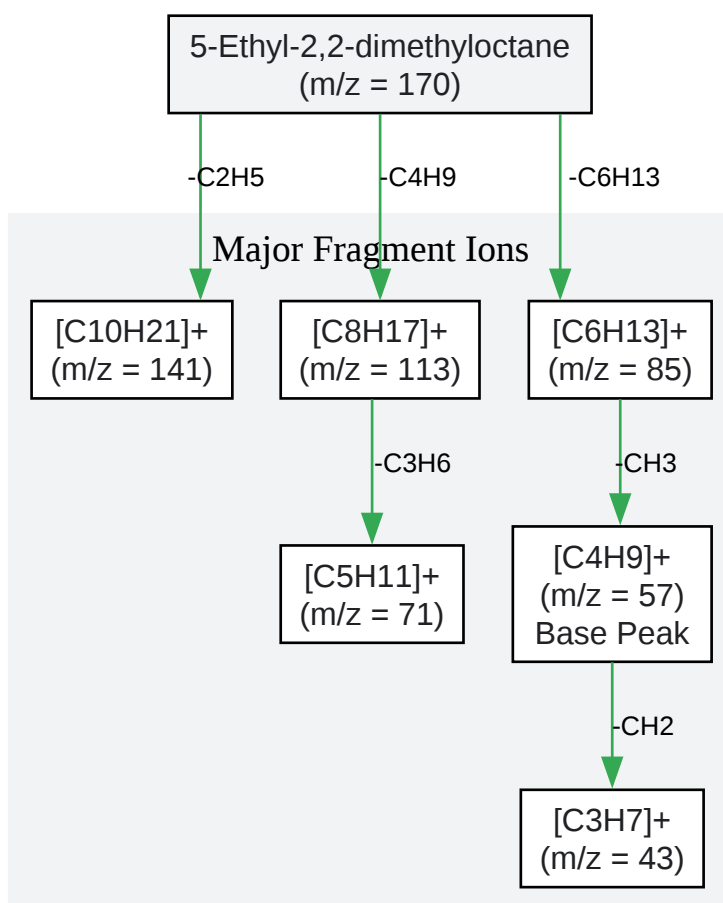 5-Ethyl-2,2-dimethyloctane
(m/z = 170)
-C2H5
-C4H9
-C6H13
Major Fragment Ions
[C10H21]+
(m/z = 141)
[C8H17]+
(m/z = 113)
[C6H13]+
(m/z = 85)
-C3H6
-CH3
[C5H11]+
(m/z = 71)
[C4H9]+
(m/z = 57)
Base Peak
-CH2
[C3H7]+
(m/z = 43)